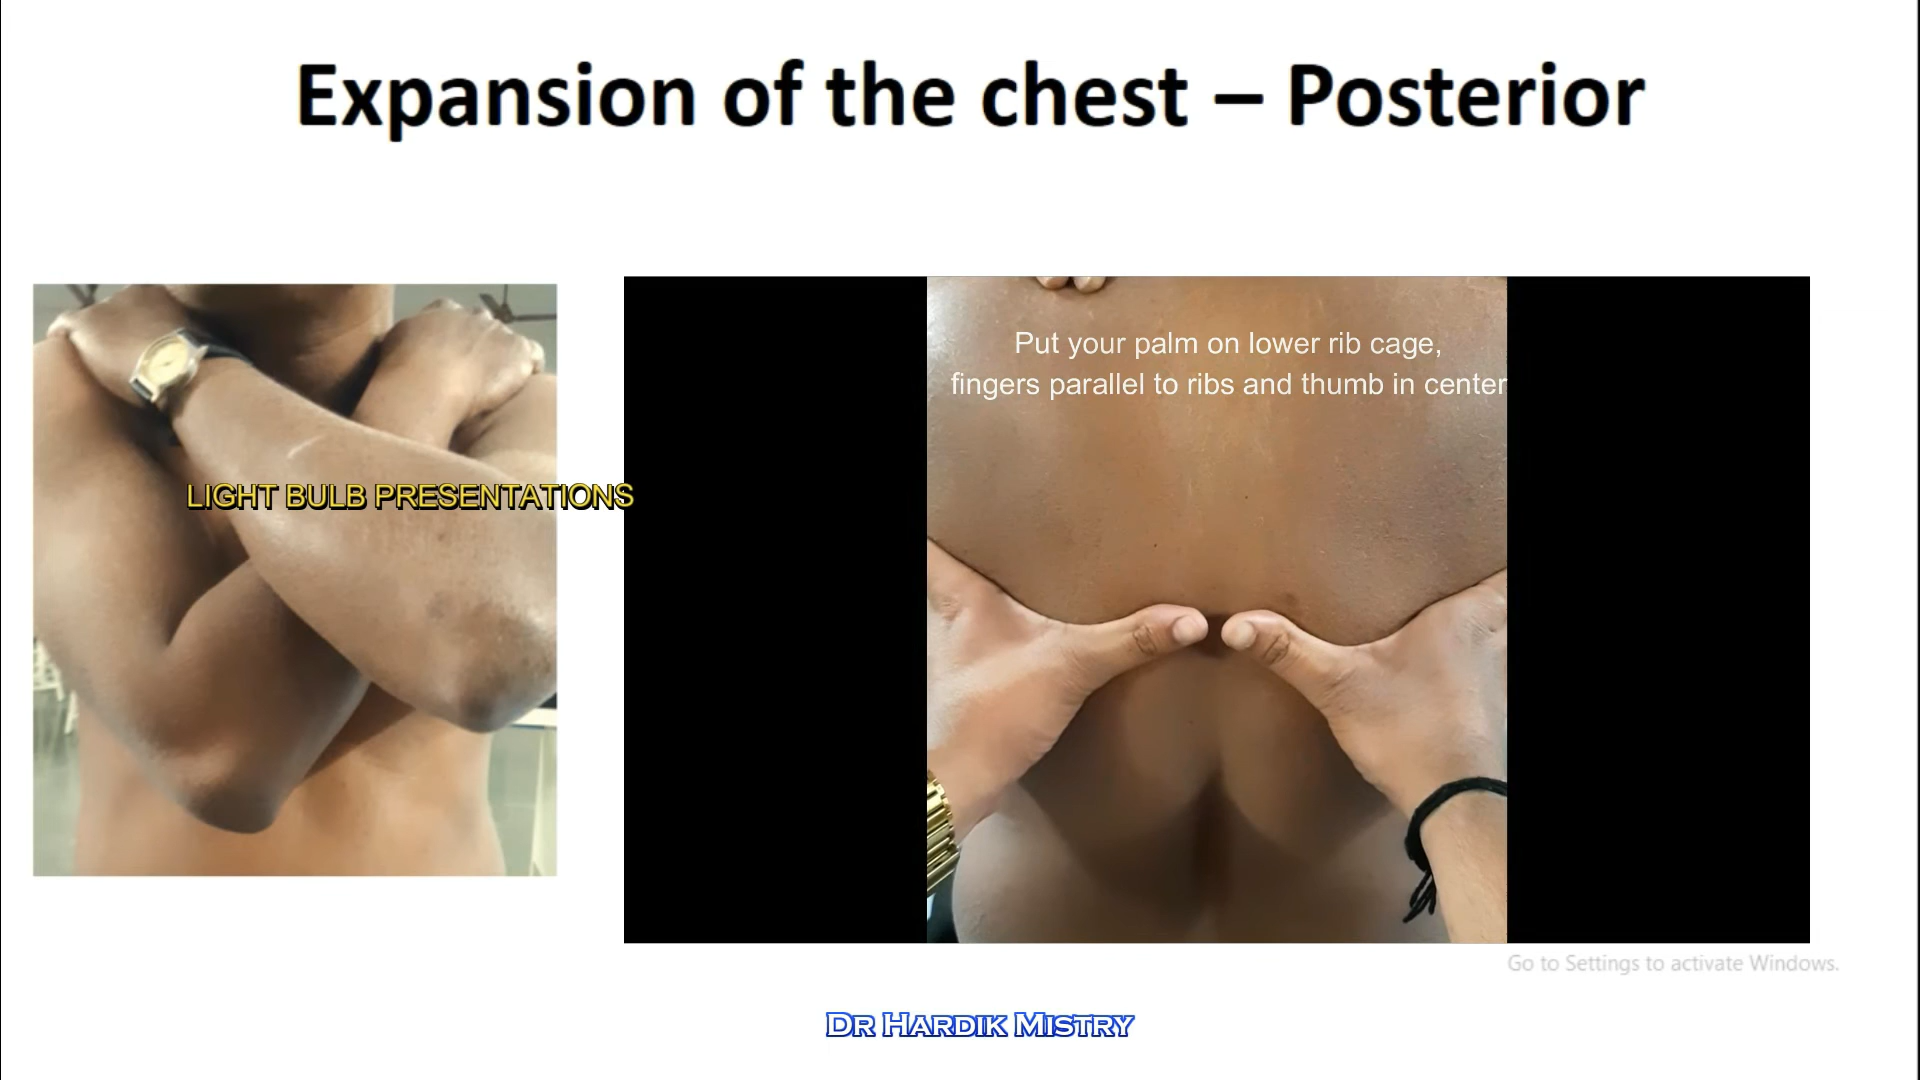 Expansion of the chest – Posterior
Put your palm on lower rib cage,
fingers parallel to ribs and thumb in center
LIGHT BULB PRESENTATIONS
Go to Settings to activate Windows.
DR HARDIK MISTRY